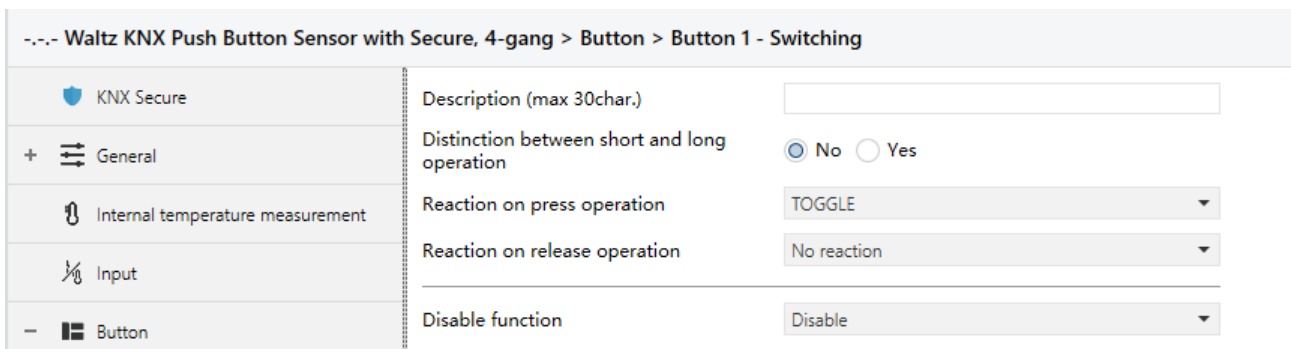 -.-.- Waltz KNX Push Button Sensor with Secure, 4-gang > Button > Button 1 - Switching
KNX Secure
+ General
Internal temperature measurement
Input
− Button
Description (max 30char.)
Distinction between short and long
operation
No Yes
Reaction on press operation
TOGGLE
Reaction on release operation
No reaction
Disable function
Disable